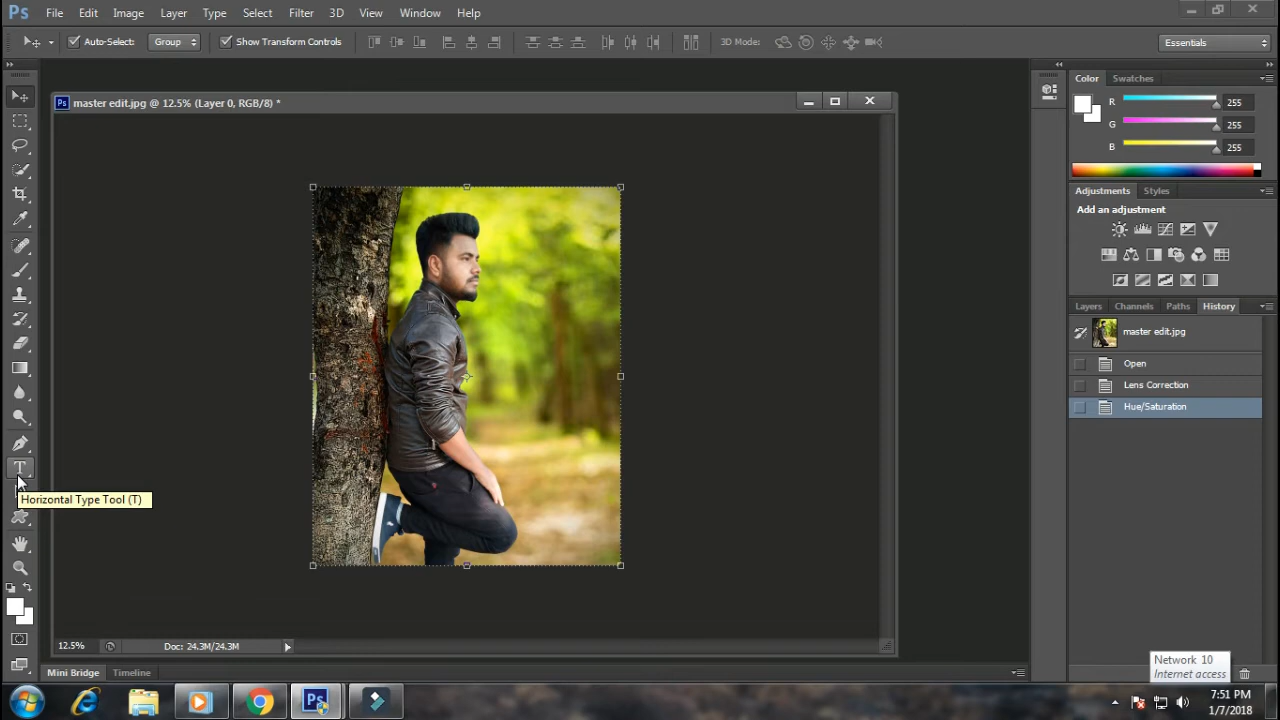 Ps File Edit Image Layer Type Select Filter 3D View Window Help
Auto-Select: Group Show Transform Controls 3D Mode: Essentials
Ps master edit.jpg @ 12.5% (Layer 0, RGB/8) *
Color Swatches
R 255
G 255
B 255
Adjustments Styles
Add an adjustment
Layers Channels Paths History
master edit.jpg
Open
Lens Correction
Hue/Saturation
T
Horizontal Type Tool (T)
12.5% Doc: 24.3M/24.3M
Mini Bridge Timeline
Network 10
Internet access
Ps
7:51 PM
1/7/2018